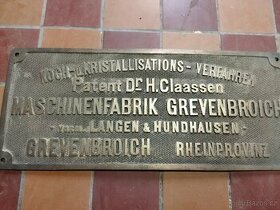 KOCH- U. KRISTALLISATIONS - VERFAHREN
Patent Dr. H. Claassen
MASCHINENFABRIK GREVENBROICH
- VORM. LANGEN & HUNDHAUSEN -
GREVENBROICH RHEINPROVINZ